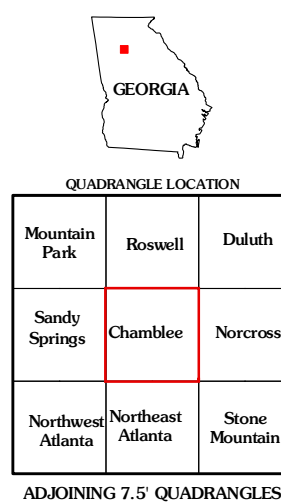 GEORGIA
QUADRANGLE LOCATION
Mountain
Park
Roswell
Duluth
Sandy
Springs
Chamblee
Norcross
Northwest
Atlanta
Northeast
Atlanta
Stone
Mountain
ADJOINING 7.5' QUADRANGLES